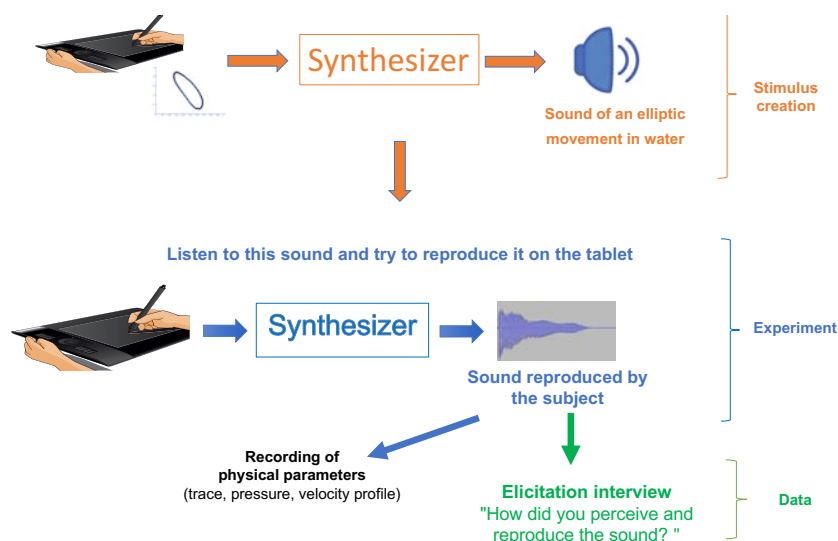 Synthesizer
Sound of an elliptic
movement in water
Stimulus
creation
Listen to this sound and try to reproduce it on the tablet
Synthesizer
Experiment
Sound reproduced by
the subject
Recording of
physical parameters
(trace, pressure, velocity profile)
Elicitation interview
"How did you perceive and
reproduce the sound? "
Data